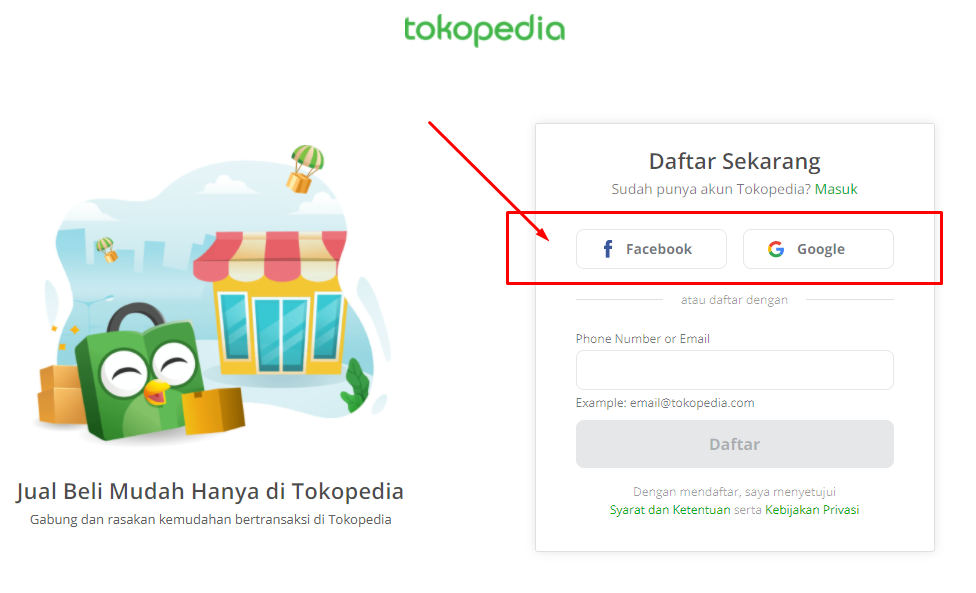 tokopedia
Daftar Sekarang
Sudah punya akun Tokopedia? Masuk
Facebook
Google
atau daftar dengan
Phone Number or Email
Example: email@tokopedia.com
Daftar
Dengan mendaftar, saya menyetujui
Syarat dan Ketentuan serta Kebijakan Privasi
Jual Beli Mudah Hanya di Tokopedia
Gabung dan rasakan kemudahan bertransaksi di Tokopedia